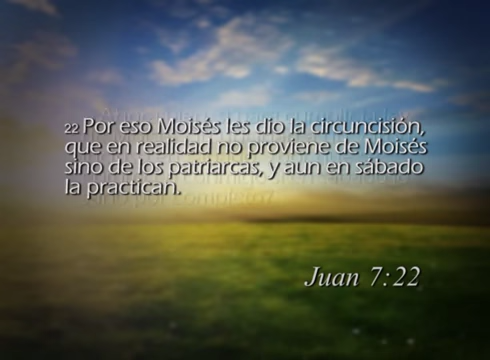 22 Por eso Moisés les dio la circuncisión,
que en realidad no proviene de Moisés
sino de los patriarcas, y aun en sábado
la practican.
Juan 7:22